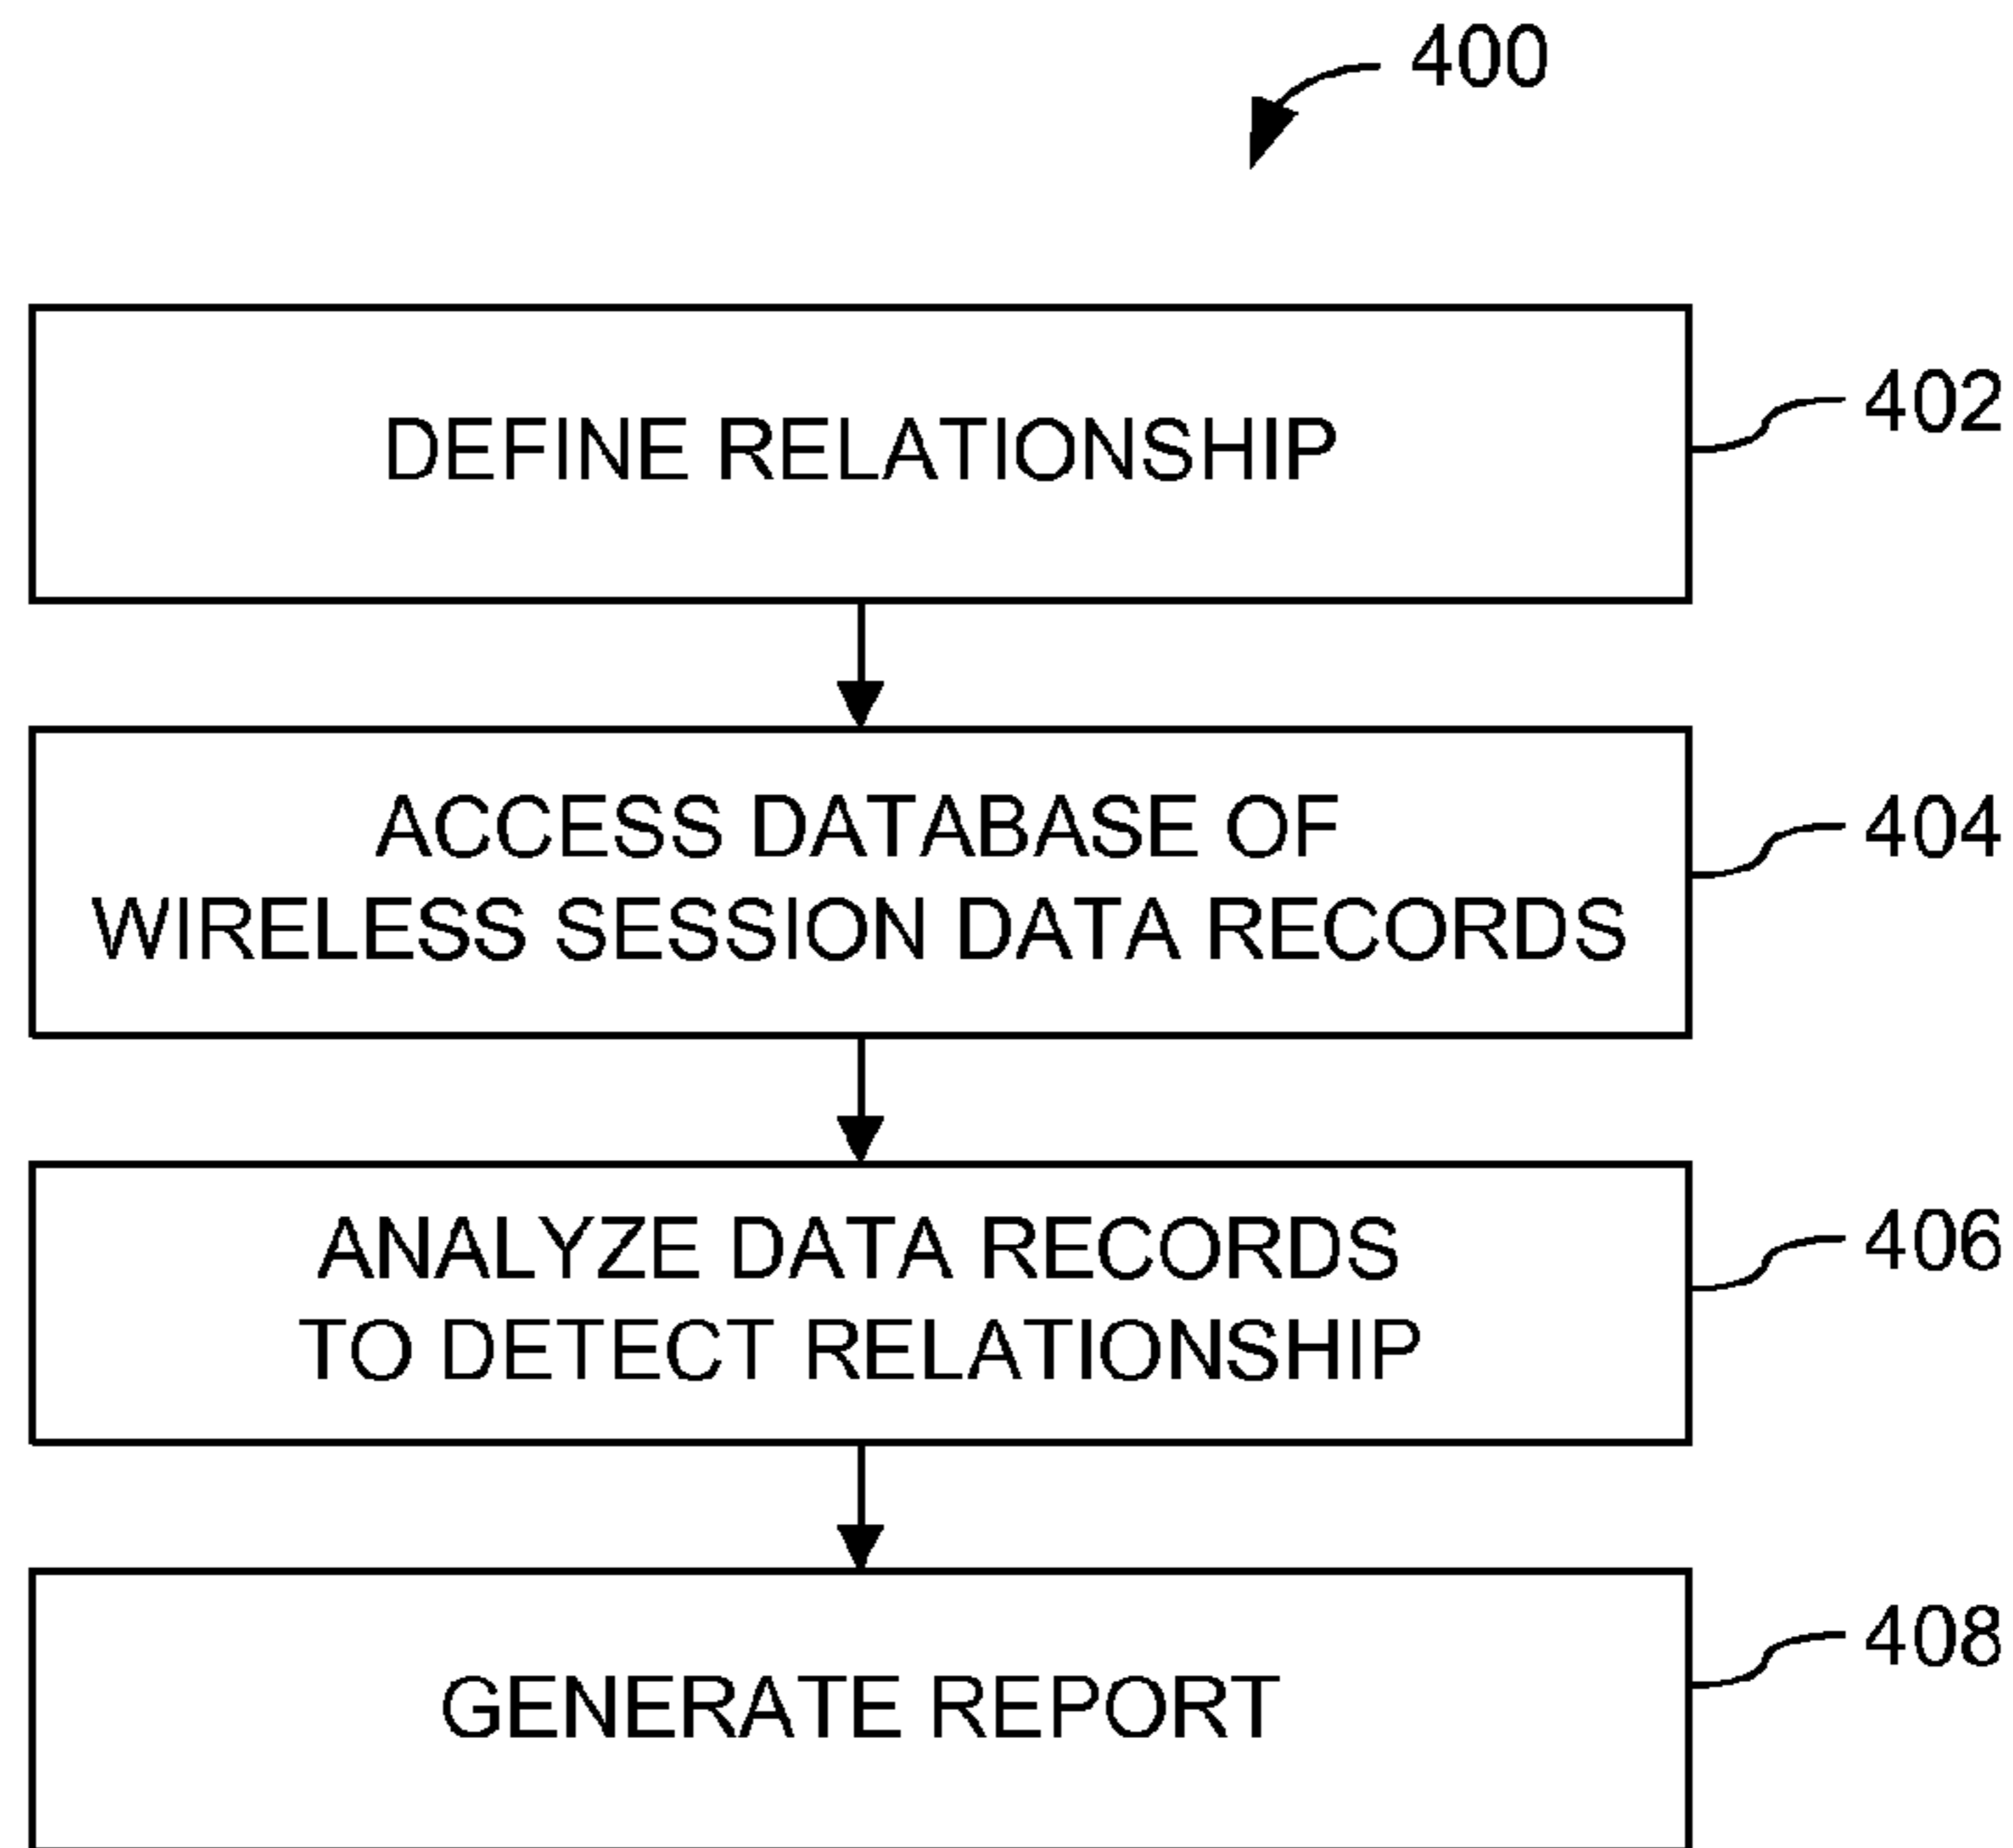 400
DEFINE RELATIONSHIP
402
ACCESS DATABASE OF
WIRELESS SESSION DATA RECORDS
404
ANALYZE DATA RECORDS
TO DETECT RELATIONSHIP
406
GENERATE REPORT
408